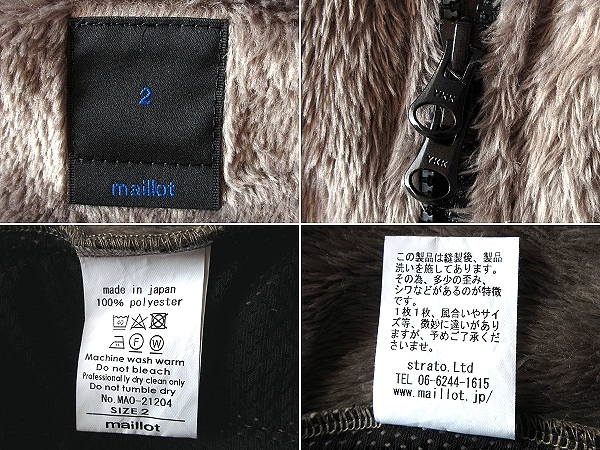 2
maillot
YKK
YKK
made in japan
100% polyester
Machine wash warm
Do not bleach
Professionally dry clean only
Do not tumble dry
No.MAO-21204
SIZE 2
maillot
この製品は縫製後、製品
洗いを施してあります。
その為、多少の歪み、
シワなどがあるのが特徴
です。
1枚1枚、風合いやサイ
ズ等、微妙に違いがあり
ますが、予めご了承くだ
さいませ。
strato.Ltd
TEL 06-6244-1615
www.maillot.jp/